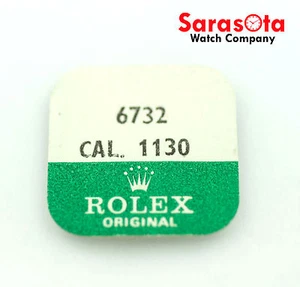 Sarasota
Watch Company
6732
CAL. 1130
ROLEX
ORIGINAL